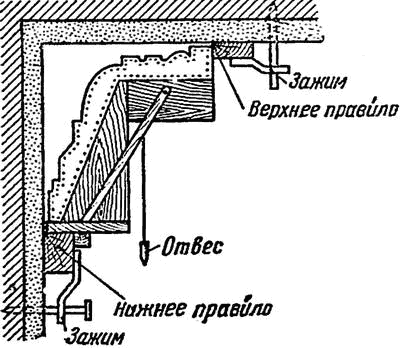 Зажим
Верхнее правило
Отвес
Нижнее правило
Зажим